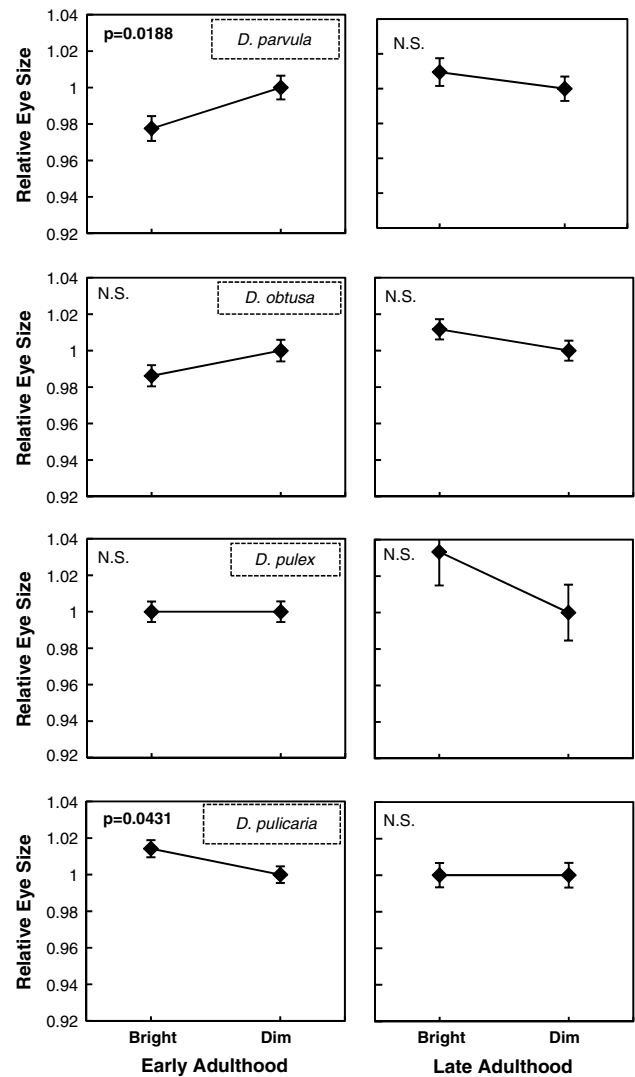 Relative Eye Size
1.04
1.02
1
0.98
0.96
0.94
0.92
p=0.0188
D. parvula
N.S.
Relative Eye Size
1.04
1.02
1
0.98
0.96
0.94
0.92
N.S.
D. obtusa
N.S.
Relative Eye Size
1.04
1.02
1
0.98
0.96
0.94
0.92
N.S.
D. pulex
N.S.
Relative Eye Size
1.04
1.02
1
0.98
0.96
0.94
0.92
p=0.0431
D. pulicaria
N.S.
Bright Dim
Early Adulthood
Bright Dim
Late Adulthood